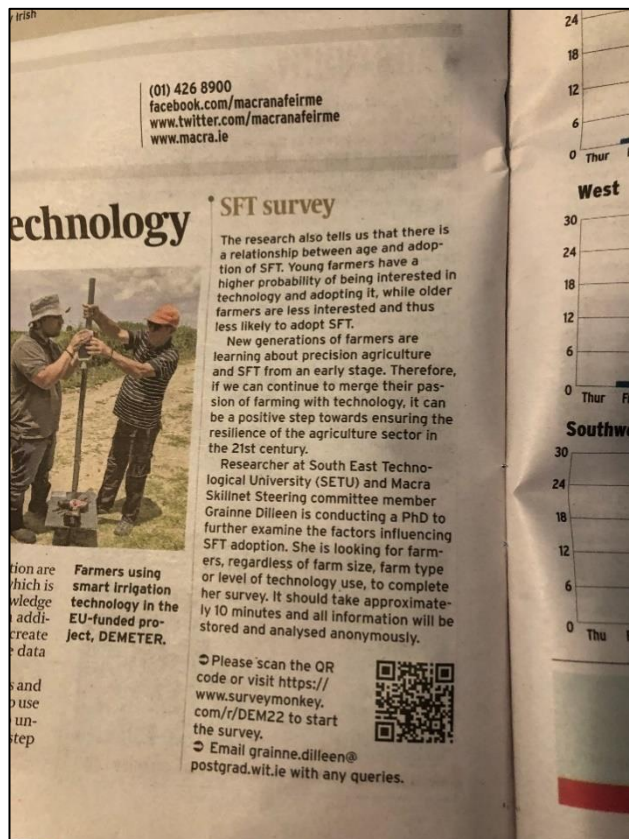 Irish
(01) 426 8900
facebook.com/macranafeirme
www.twitter.com/macranafeirme
www.macra.ie
echnology
SFT survey
The research also tells us that there is
a relationship between age and adop-
tion of SFT. Young farmers have a
higher probability of being interested in
technology and adopting it, while older
farmers are less interested and thus
less likely to adopt SFT.
New generations of farmers are
learning about precision agriculture
and SFT from an early stage. Therefore,
if we can continue to merge their pas-
sion of farming with technology, it can
be a positive step towards ensuring the
resilience of the agriculture sector in
the 21st century.
Researcher at South East Techno-
logical University (SETU) and Macra
Skillnet Steering committee member
Grainne Dilleen is conducting a PhD to
further examine the factors influencing
SFT adoption. She is looking for farm-
ers, regardless of farm size, farm type
or level of technology use, to complete
her survey. It should take approximate-
ly 10 minutes and all information will be
stored and analysed anonymously.
Please scan the QR
code or visit https://
www.surveymonkey.
com/r/DEM22 to start
the survey.
Email grainne.dilleen@
postgrad.wit.ie with any queries.
Farmers using
smart irrigation
technology in the
EU-funded pro-
ject, DEMETER.
tion are
which is
wledge
addi-
create
data
s and
use
un-
step
24
18
12
6
0
Thur
West
30
24
18
12
6
0
Thur
Southw
30
24
18
12
6
0
Thu